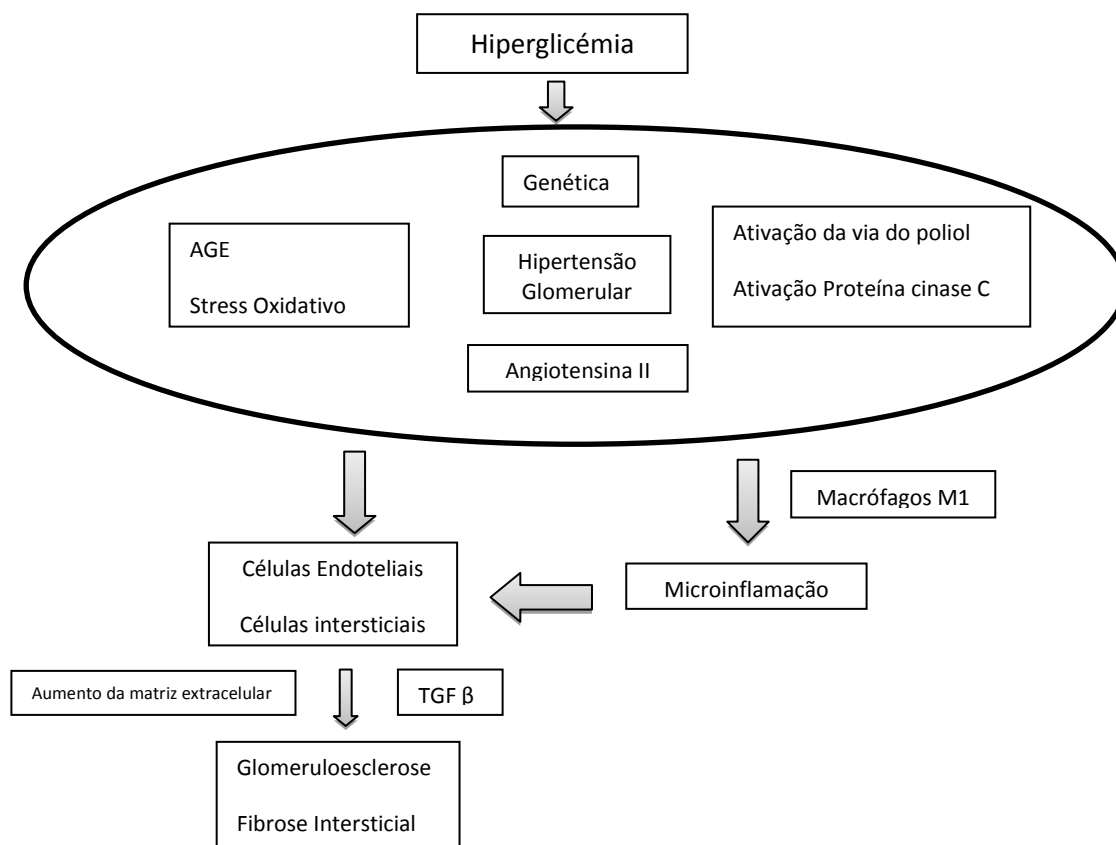 Hiperglicémia
Genética
AGE
Stress Oxidativo
Hipertensão
Glomerular
Ativação da via do poliol
Ativação Proteína cinase C
Angiotensina II
Macrófagos M1
Células Endoteliais
Células intersticiais
Microinflamação
Aumento da matriz extracelular
TGF β
Glomeruloesclerose
Fibrose Intersticial